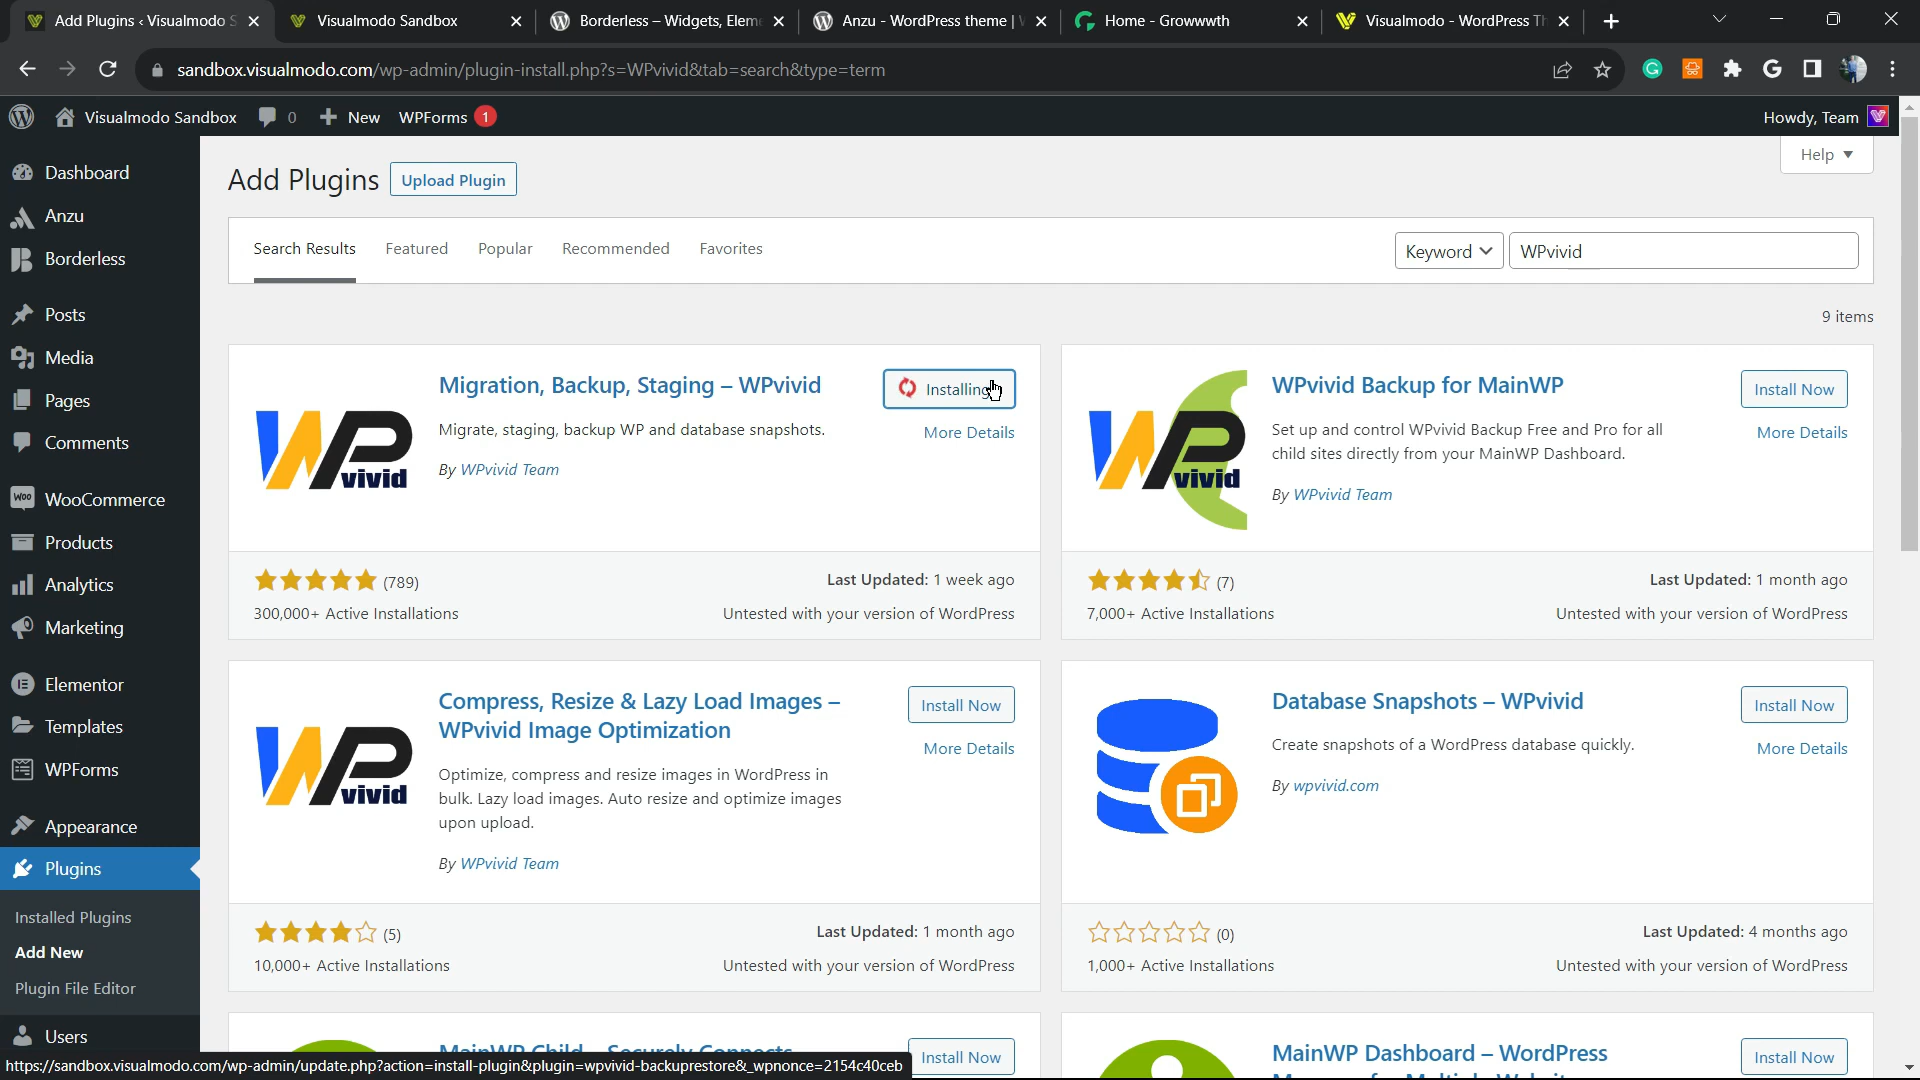 Add Plugins ‹ Visualmodo S
Visualmodo Sandbox
Borderless – Widgets, Elem
Anzu - WordPress theme |
Home - Growwwth
Visualmodo - WordPress Th
sandbox.visualmodo.com/wp-admin/plugin-install.php?s=WPvivid&tab=search&type=term
Visualmodo Sandbox
0
New
WPForms 1
Howdy, Team
Help
Dashboard
Anzu
Borderless
Posts
Media
Pages
Comments
WooCommerce
Products
Analytics
Marketing
Elementor
Templates
WPForms
Appearance
Plugins
Installed Plugins
Add New
Plugin File Editor
Users
Add Plugins
Upload Plugin
Search Results
Featured
Popular
Recommended
Favorites
Keyword
WPvivid
9 items
WP vivid
Migration, Backup, Staging – WPvivid
Migrate, staging, backup WP and database snapshots.
By WPvivid Team
Installing
More Details
(789)
300,000+ Active Installations
Last Updated: 1 week ago
Untested with your version of WordPress
WP vivid
WPvivid Backup for MainWP
Set up and control WPvivid Backup Free and Pro for all
child sites directly from your MainWP Dashboard.
By WPvivid Team
Install Now
More Details
(7)
7,000+ Active Installations
Last Updated: 1 month ago
Untested with your version of WordPress
WP vivid
Compress, Resize & Lazy Load Images –
WPvivid Image Optimization
Optimize, compress and resize images in WordPress in
bulk. Lazy load images. Auto resize and optimize images
upon upload.
By WPvivid Team
Install Now
More Details
(5)
10,000+ Active Installations
Last Updated: 1 month ago
Untested with your version of WordPress
Database Snapshots – WPvivid
Create snapshots of a WordPress database quickly.
By wpvivid.com
Install Now
More Details
(0)
1,000+ Active Installations
Last Updated: 4 months ago
Untested with your version of WordPress
MainWP Child – Securely Connects
Install Now
MainWP Dashboard – WordPress
Install Now
https://sandbox.visualmodo.com/wp-admin/update.php?action=install-plugin&plugin=wpvivid-backuprestore&_wpnonce=2154c40ceb